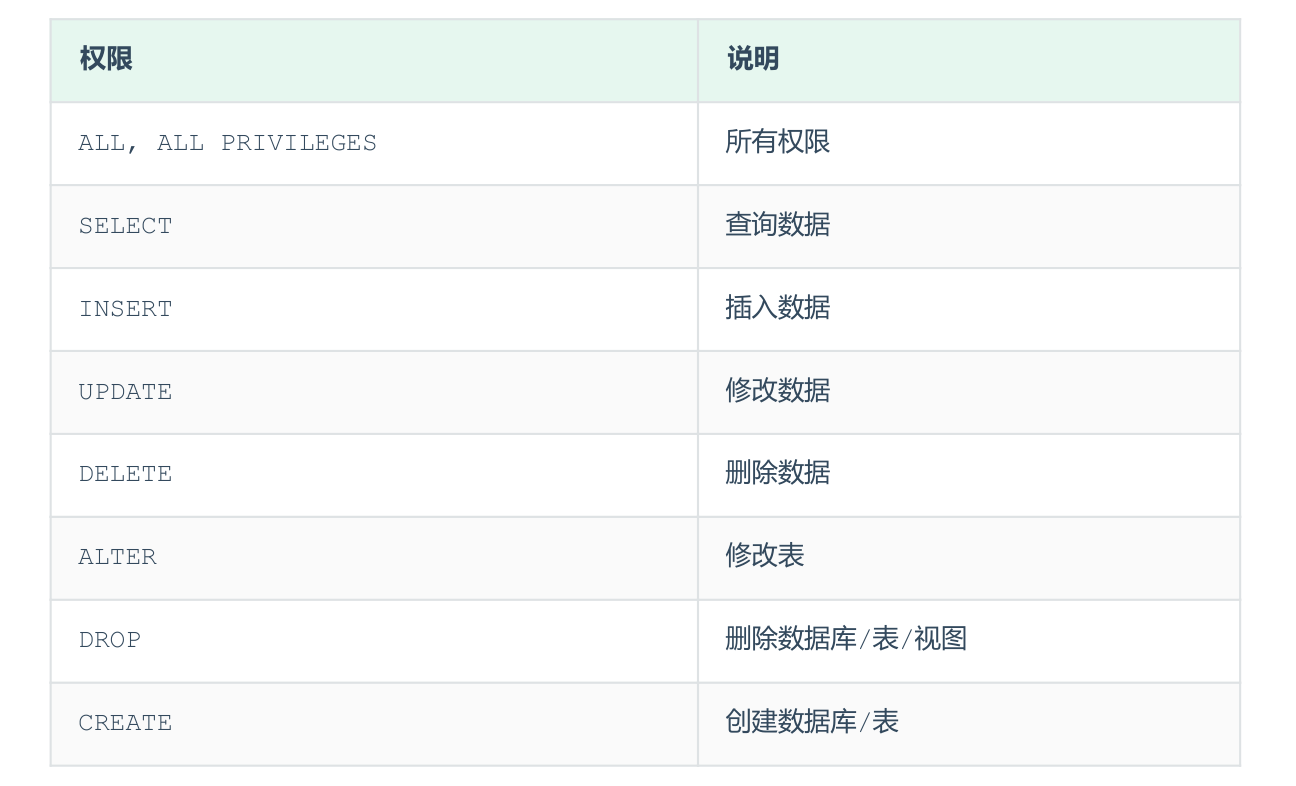 权限 说明
ALL, ALL PRIVILEGES 所有权限
SELECT 查询数据
INSERT 插入数据
UPDATE 修改数据
DELETE 删除数据
ALTER 修改表
DROP 删除数据库/表/视图
CREATE 创建数据库/表